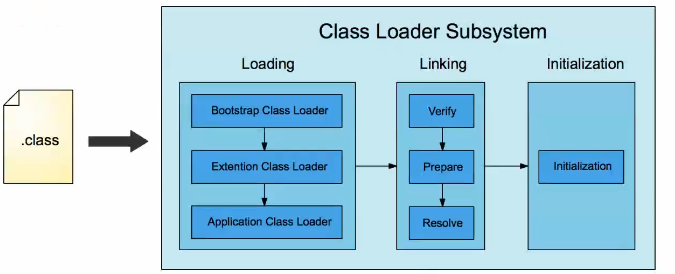 Class Loader Subsystem
Loading
Linking
Initialization
.class
Bootstrap Class Loader
Extention Class Loader
Application Class Loader
Verify
Prepare
Resolve
Initialization